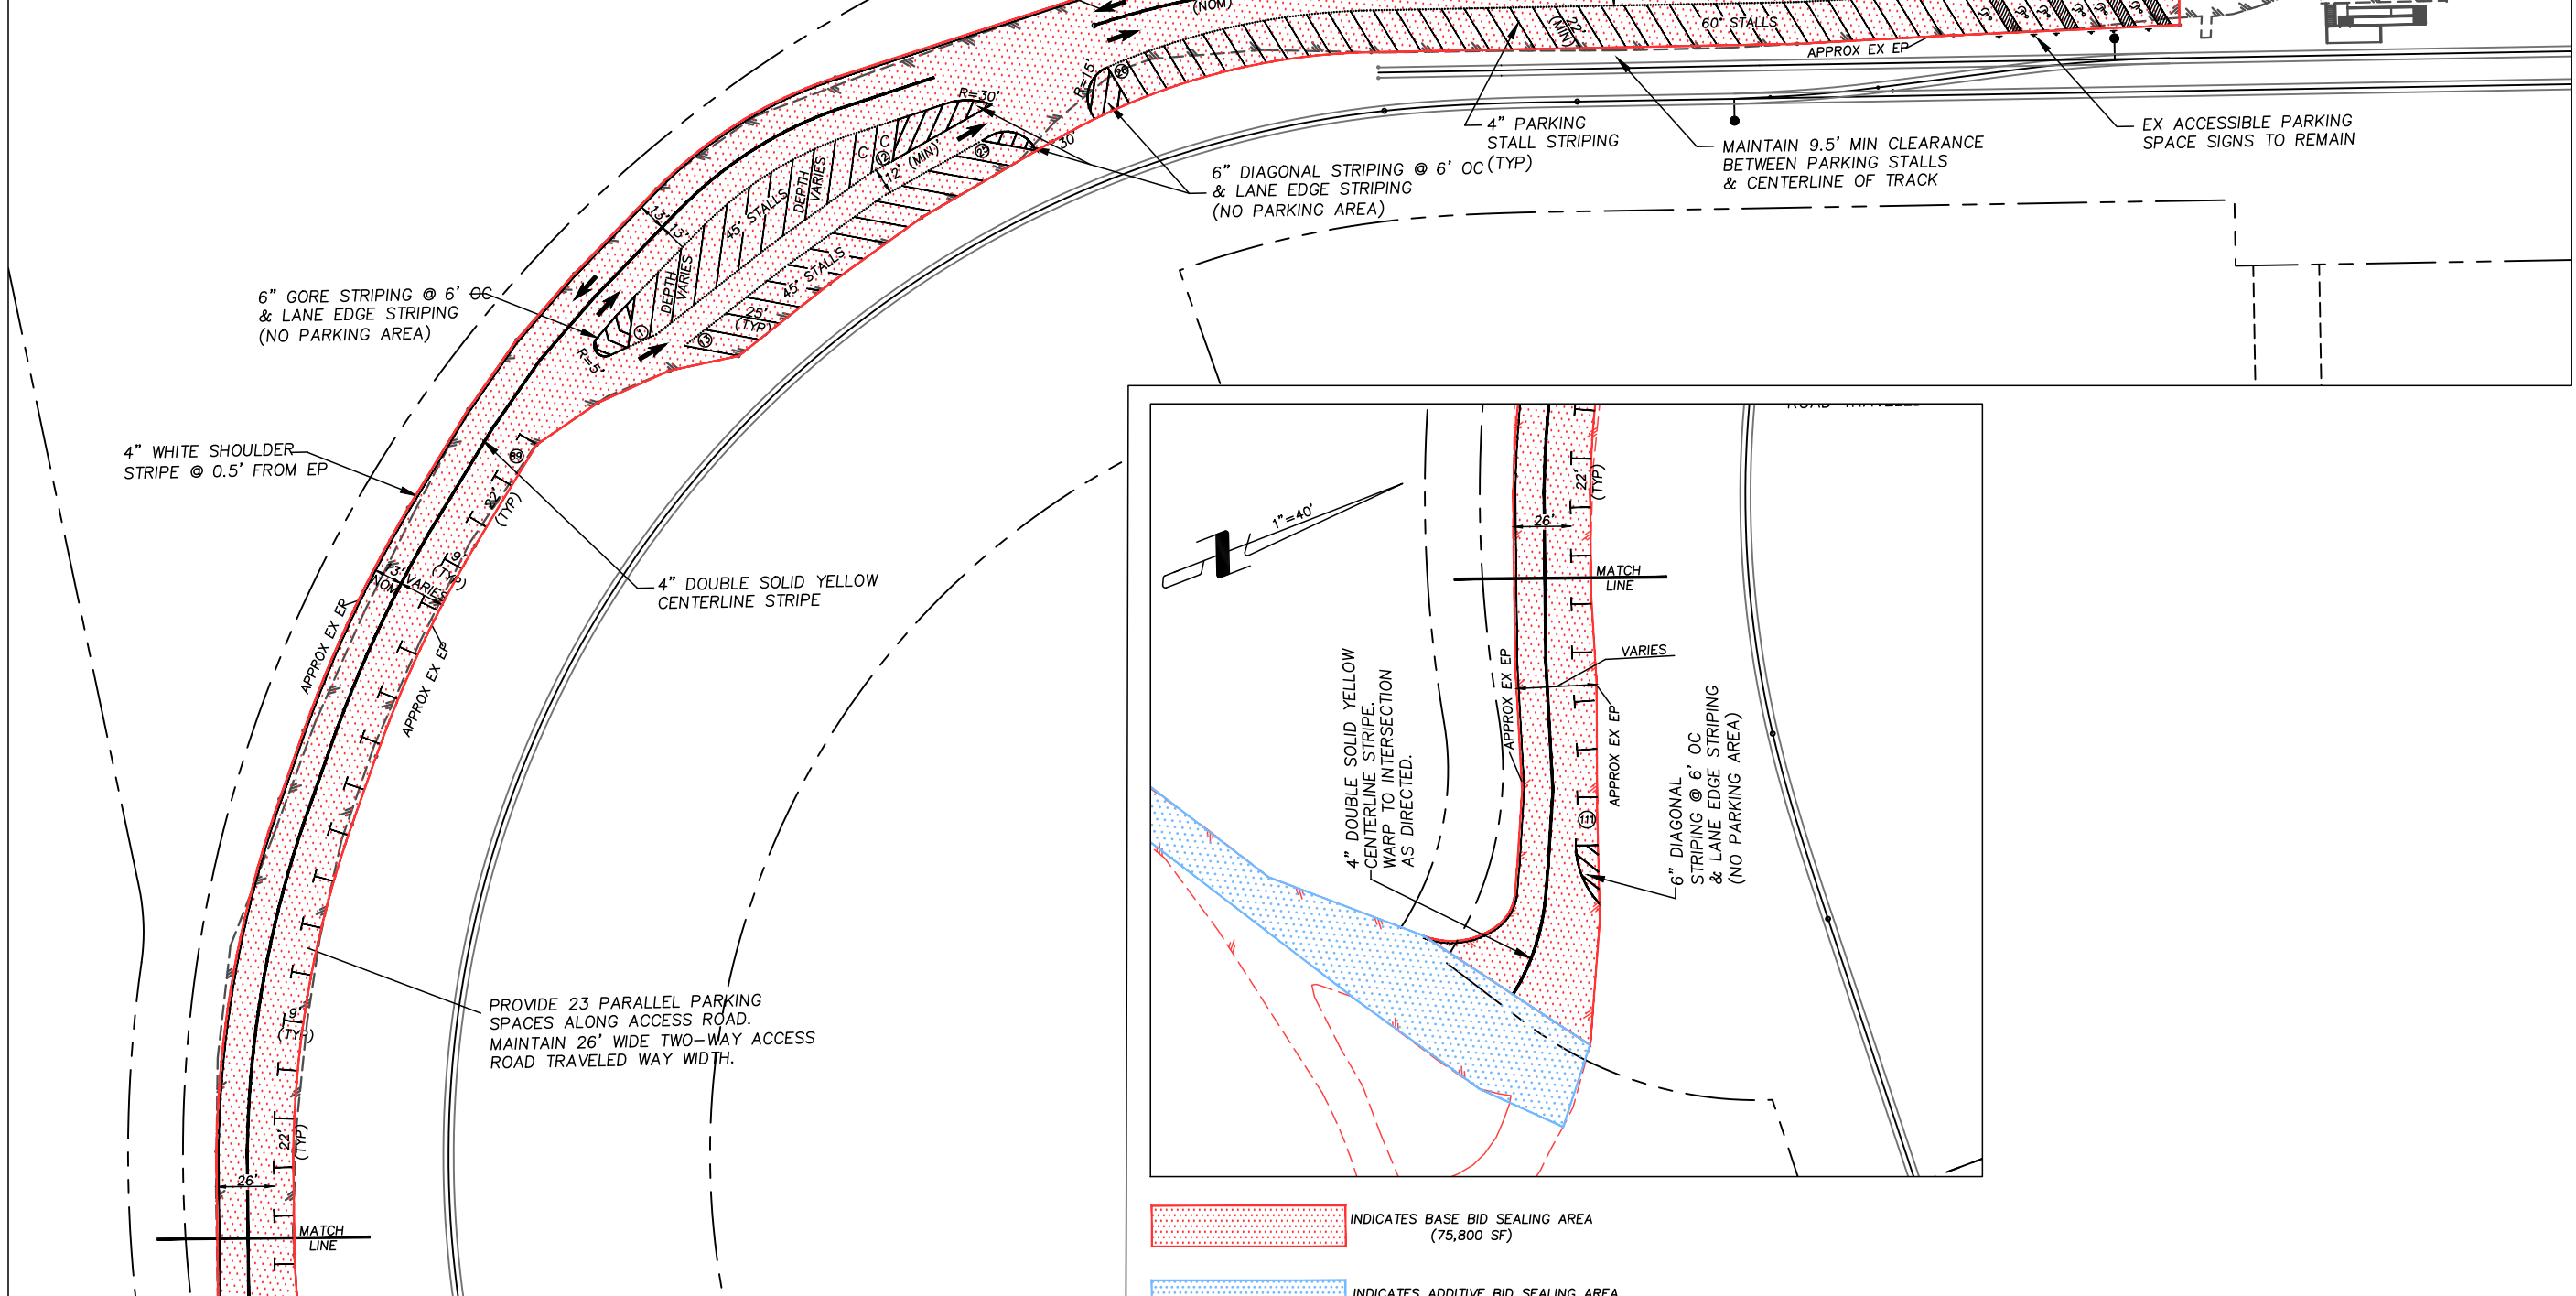 (NOM)
22'
(MIN)
60° STALLS
APPROX EX EP
R=15'
26
R=30'
C
C
12
12' (MIN)
29
30'
DEPTH
VARIES
45° STALLS
13'
13'
DEPTH
VARIES
45° STALLS
25'
(TYP)
1
13
R=5'
4" PARKING
STALL STRIPING
(TYP)
6" DIAGONAL STRIPING @ 6' OC
& LANE EDGE STRIPING
(NO PARKING AREA)
MAINTAIN 9.5' MIN CLEARANCE
BETWEEN PARKING STALLS
& CENTERLINE OF TRACK
EX ACCESSIBLE PARKING
SPACE SIGNS TO REMAIN
6" GORE STRIPING @ 6' OC
& LANE EDGE STRIPING
(NO PARKING AREA)
4" WHITE SHOULDER
STRIPE @ 0.5' FROM EP
89
22'
(TYP)
9'
(TYP)
13'
NOM
VARIES
APPROX EX EP
APPROX EX EP
4" DOUBLE SOLID YELLOW
CENTERLINE STRIPE
PROVIDE 23 PARALLEL PARKING
SPACES ALONG ACCESS ROAD.
MAINTAIN 26' WIDE TWO-WAY ACCESS
ROAD TRAVELED WAY WIDTH.
9'
(TYP)
22'
(TYP)
26'
MATCH
LINE
ROAD TRAVELED
1"=40'
22'
(TYP)
26'
MATCH
LINE
VARIES
APPROX EX EP
APPROX EX EP
4" DOUBLE SOLID YELLOW
CENTERLINE STRIPE.
WARP TO INTERSECTION
AS DIRECTED.
111
6" DIAGONAL
STRIPING @ 6' OC
& LANE EDGE STRIPING
(NO PARKING AREA)
INDICATES BASE BID SEALING AREA
(75,800 SF)
INDICATES ADDITIVE BID SEALING AREA